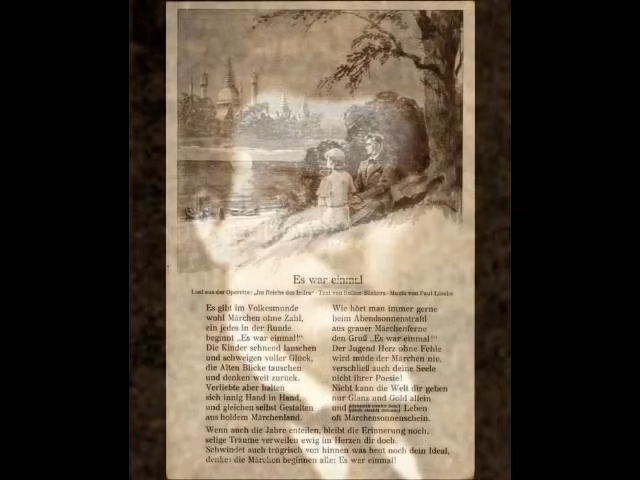 Es war einmal
Lied aus der Operette: „Im Reiche des Indra" Text von Bolten-Bäckers Musik von Paul Lincke
Es gibt im Volkesmunde
wohl Märchen ohne Zahl,
ein jedes in der Runde
beginnt „Es war einmal!"
Die Kinder sehnend lauschen
und schweigen voller Glück,
die Alten Blicke tauschen
und denken weit zurück.
Verliebte aber halten
sich innig Hand in Hand,
und gleichen selbst Gestalten
aus holdem Märchenland.
Wie hört man immer gerne
beim Abendsonnenstrahl
aus grauer Märchenferne
den Gruß „Es war einmal!"
Der Jugend Herz ohne Fehle
wird müde der Märchen nie,
verschließ auch deine Seele
nicht ihrer Poesie!
Nicht kann die Welt dir geben
nur Glanz und Gold allein
und Leben
oft Märchensonnenschein.
Wenn auch die Jahre enteilen, bleibt die Erinnerung noch,
selige Träume verweilen ewig im Herzen dir doch.
Schwindet auch trügrisch von hinnen was heut noch dein Ideal,
denke: die Märchen beginnen alle: Es war einmal!